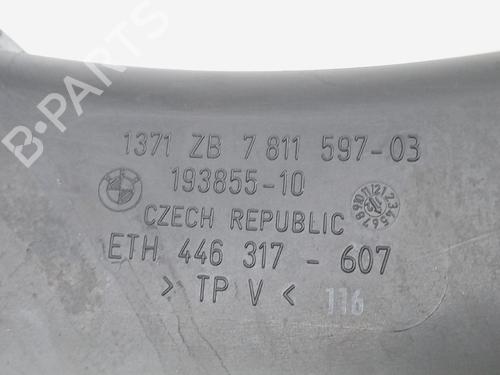 B-PARTS
1371 ZB 7 811 597-03
193855-10
CZECH REPUBLIC
ETH 446 317 - 607
> TP V < 116